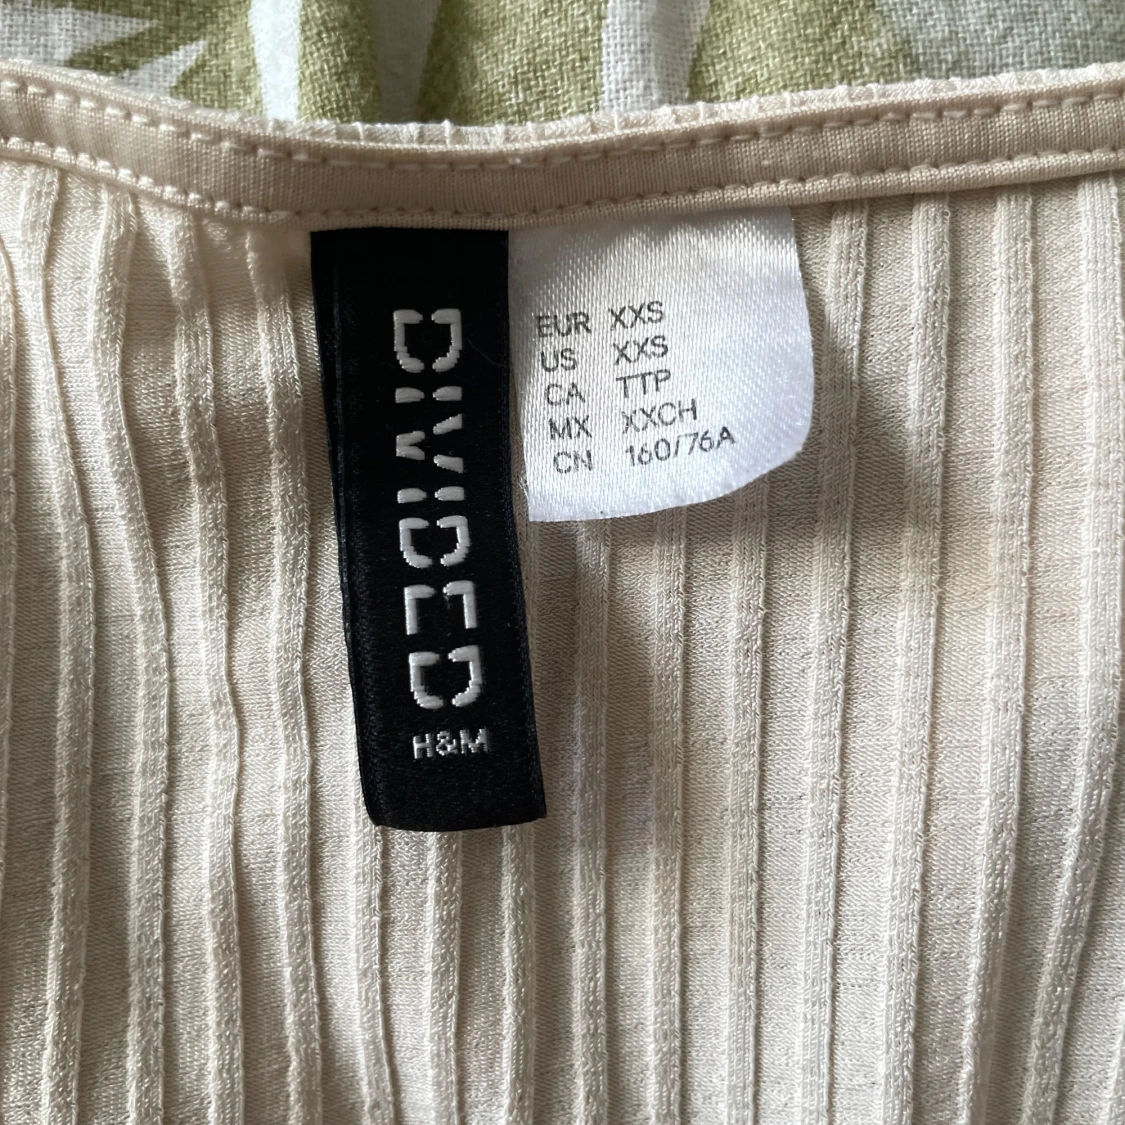 DIVIDED
H&M
EUR XXS
US XXS
CA TTP
MX XXCH
CN 160/76A